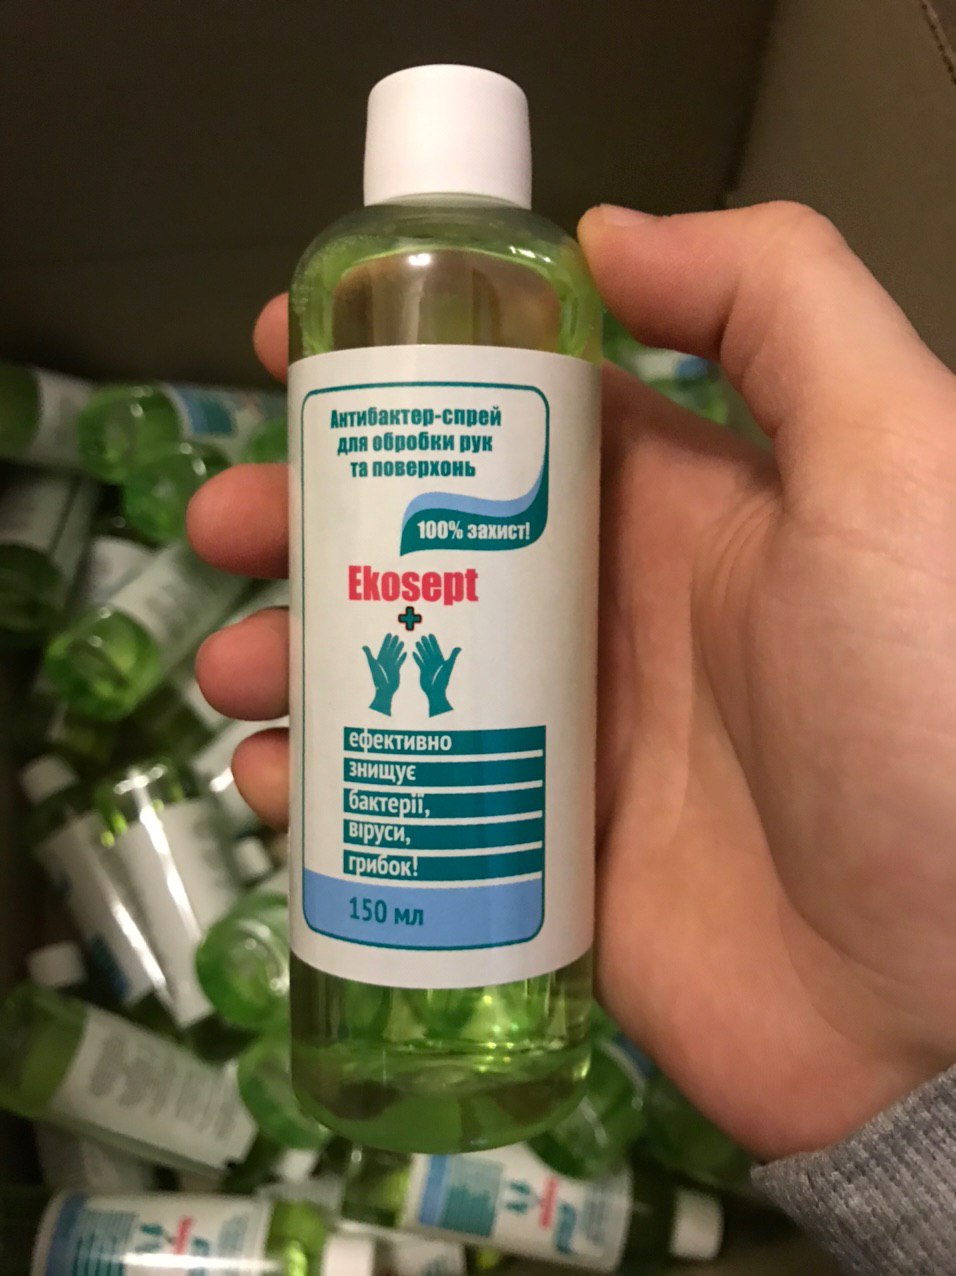 Антибактер-спрей
для обробки рук
та поверхонь
100% захист!
Ekosept
+
ефективно
знищує
бактерії,
віруси,
грибок!
150 мл